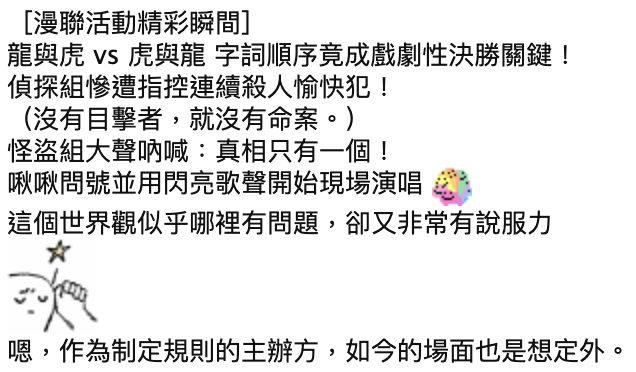 ［漫聯活動精彩瞬間］
龍與虎 vs 虎與龍 字詞順序竟成戲劇性決勝關鍵！
偵探組慘遭指控連續殺人愉快犯！
（沒有目擊者，就沒有命案。）
怪盜組大聲吶喊：真相只有一個！
啾啾問號並用閃亮歌聲開始現場演唱
這個世界觀似乎哪裡有問題，卻又非常有說服力
嗯，作為制定規則的主辦方，如今的場面也是想定外。